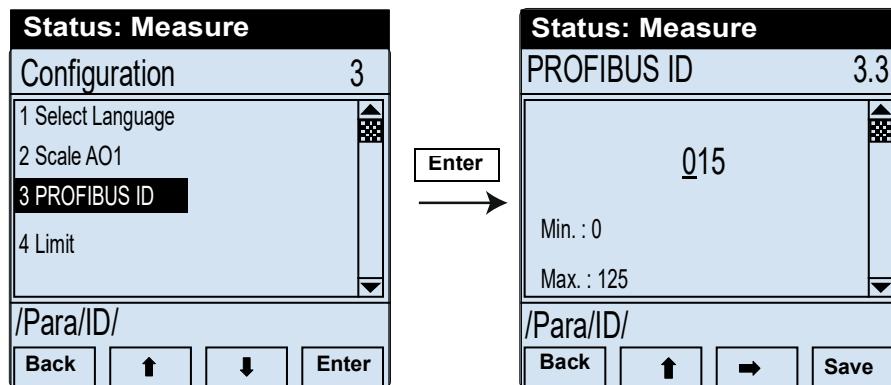 Status: Measure
Configuration 3
1 Select Language
2 Scale AO1
3 PROFIBUS ID
4 Limit
/Para/ID/
Back ⬆ ⬇ Enter
Enter
Status: Measure
PROFIBUS ID 3.3
015
Min. : 0
Max. : 125
/Para/ID/
Back ⬆ ➡ Save